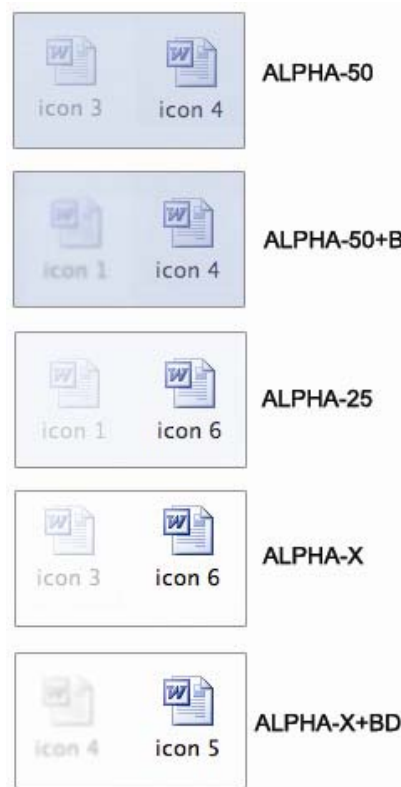 ALPHA-50
icon 3 icon 4
ALPHA-50+B
icon 1 icon 4
ALPHA-25
icon 1 icon 6
ALPHA-X
icon 3 icon 6
ALPHA-X+BD
icon 4 icon 5